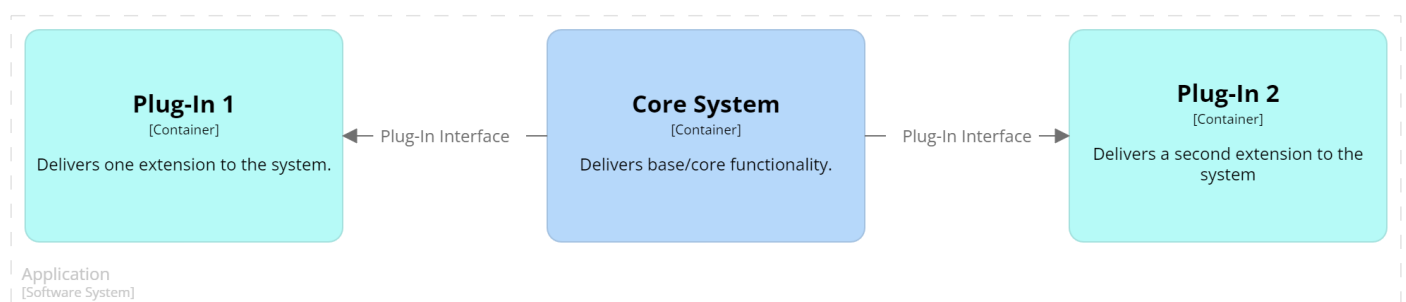 Plug-In 1
[Container]
Delivers one extension to the system.
Plug-In Interface
Core System
[Container]
Delivers base/core functionality.
Plug-In Interface
Plug-In 2
[Container]
Delivers a second extension to the
system
Application
[Software System]